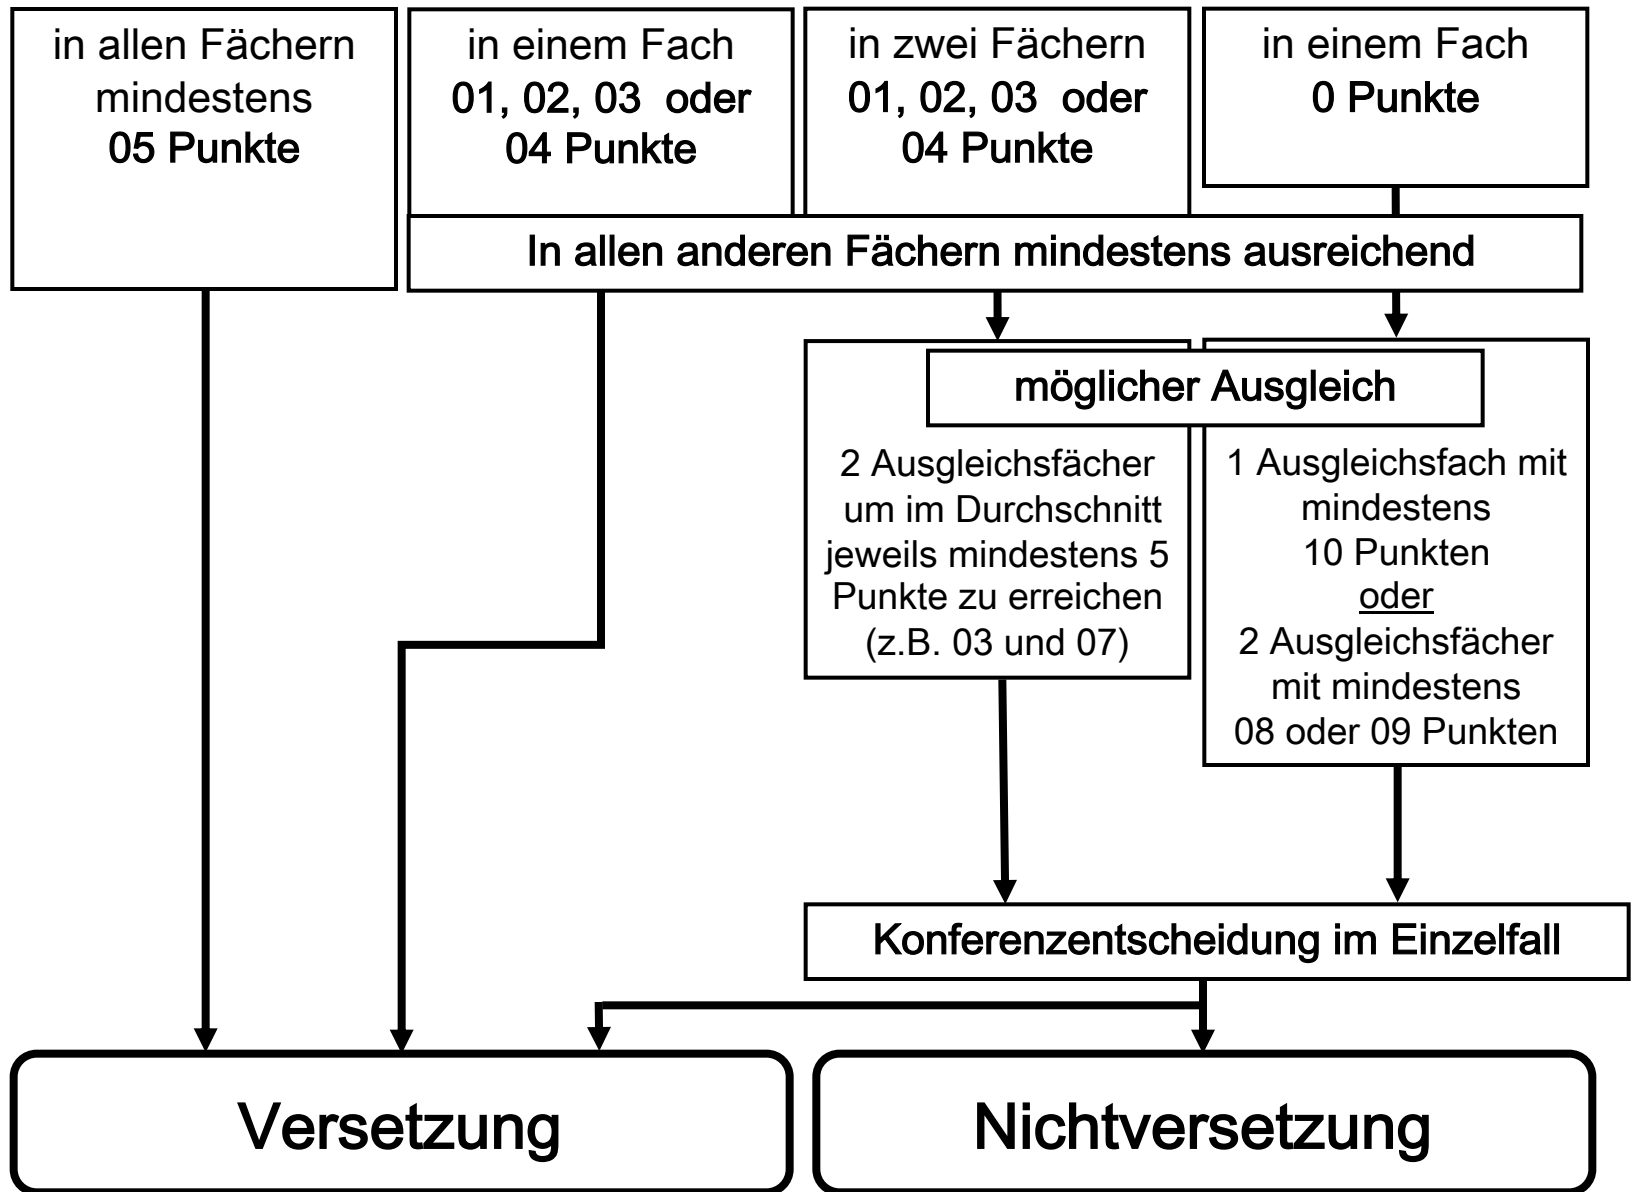 in allen Fächern
mindestens
05 Punkte
in einem Fach
01, 02, 03 oder
04 Punkte
in zwei Fächern
01, 02, 03 oder
04 Punkte
in einem Fach
0 Punkte
In allen anderen Fächern mindestens ausreichend
möglicher Ausgleich
2 Ausgleichsfächer
um im Durchschnitt
jeweils mindestens 5
Punkte zu erreichen
(z.B. 03 und 07)
1 Ausgleichsfach mit
mindestens
10 Punkten
oder
2 Ausgleichsfächer
mit mindestens
08 oder 09 Punkten
Konferenzentscheidung im Einzelfall
Versetzung
Nichtversetzung